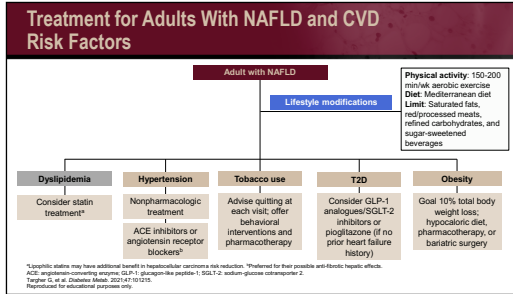 Treatment for Adults With NAFLD and CVD
Risk Factors
Adult with NAFLD
Lifestyle modifications
Physical activity: 150-200
min/wk aerobic exercise
Diet: Mediterranean diet
Limit: Saturated fats,
red/processed meats,
refined carbohydrates, and
sugar-sweetened
beverages
Dyslipidemia
Consider statin
treatmentᵃ
Hypertension
Nonpharmacologic
treatment
ACE inhibitors or
angiotensin receptor
blockersᵇ
Tobacco use
Advise quitting at
each visit; offer
behavioral
interventions and
pharmacotherapy
T2D
Consider GLP-1
analogues/SGLT-2
inhibitors or
pioglitazone (if no
prior heart failure
history)
Obesity
Goal 10% total body
weight loss;
hypocaloric diet,
pharmacotherapy, or
bariatric surgery
ᵃLipophilic statins may have additional benefit in hepatocellular carcinoma risk reduction. ᵇPreferred for their possible anti-fibrotic hepatic effects.
ACE: angiotensin-converting enzyme; GLP-1: glucagon-like peptide-1; SGLT-2: sodium-glucose cotransporter 2.
Targher G, et al. Diabetes Metab. 2021;47:101215.
Reproduced for educational purposes only.